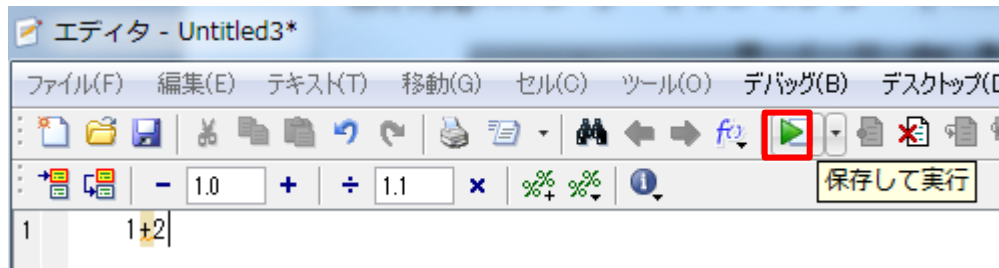 エディタ - Untitled3*
ファイル(F) 編集(E) テキスト(T) 移動(G) セル(C) ツール(O) デバッグ(B) デスクトップ(D
- 1.0 + ÷ 1.1 ×
保存して実行
1 1+2